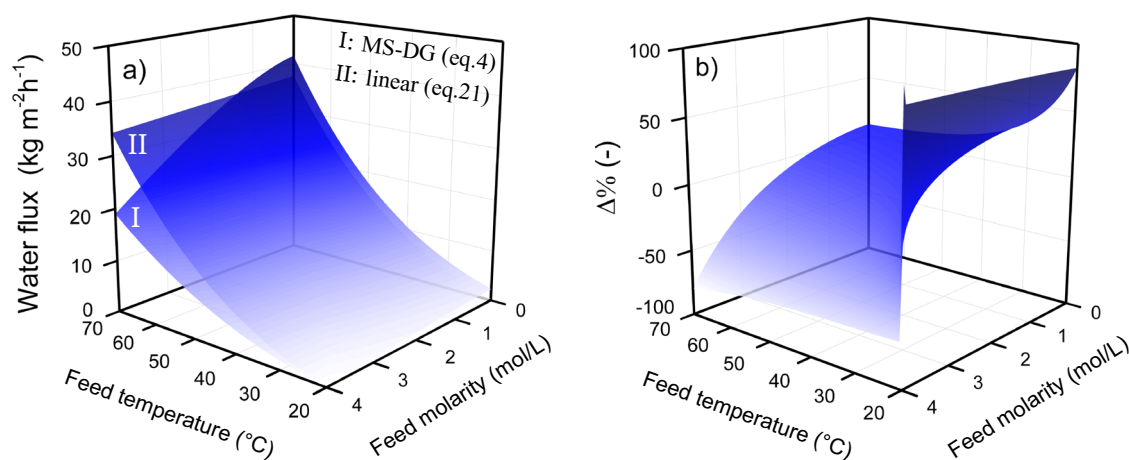 a)
I: MS-DG (eq.4)
II: linear (eq.21)
Water flux (kg m⁻²h⁻¹)
50
40
30
20
10
0
II
I
70
60
50
40
30
20
Feed temperature (°C)
4
3
2
1
0
Feed molarity (mol/L)
b)
Δ% (-)
100
50
0
-50
-100
70
60
50
40
30
20
Feed temperature (°C)
4
3
2
1
0
Feed molarity (mol/L)